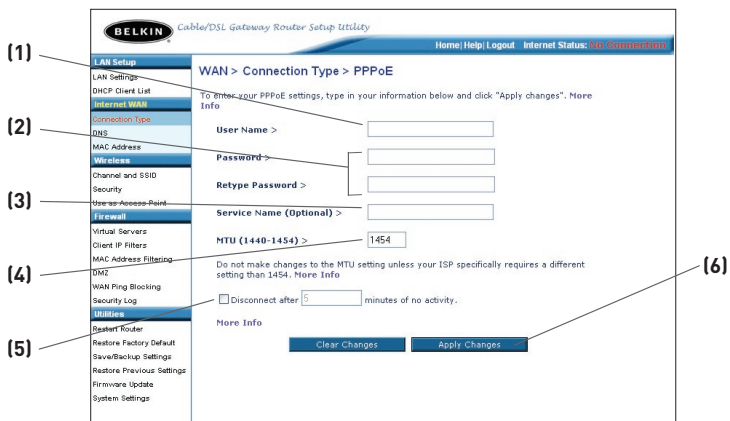 BELKIN
Cable/DSL Gateway Router Setup Utility
Home| Help| Logout Internet Status: No Connection
LAN Setup
LAN Settings
DHCP Client List
Internet WAN
Connection Type
DNS
MAC Address
Wireless
Channel and SSID
Security
Use as Access Point
Firewall
Virtual Servers
Client IP Filters
MAC Address Filtering
DMZ
WAN Ping Blocking
Security Log
Utilities
Restart Router
Restore Factory Default
Save/Backup Settings
Restore Previous Settings
Firmware Update
System Settings
WAN > Connection Type > PPPoE
To enter your PPPoE settings, type in your information below and click "Apply changes". More
Info
User Name >
Password >
Retype Password >
Service Name (Optional) >
MTU (1440-1454) > 1454
Do not make changes to the MTU setting unless your ISP specifically requires a different
setting than 1454. More Info
Disconnect after 5 minutes of no activity.
More Info
Clear Changes Apply Changes
(1)
(2)
(3)
(4)
(5)
(6)